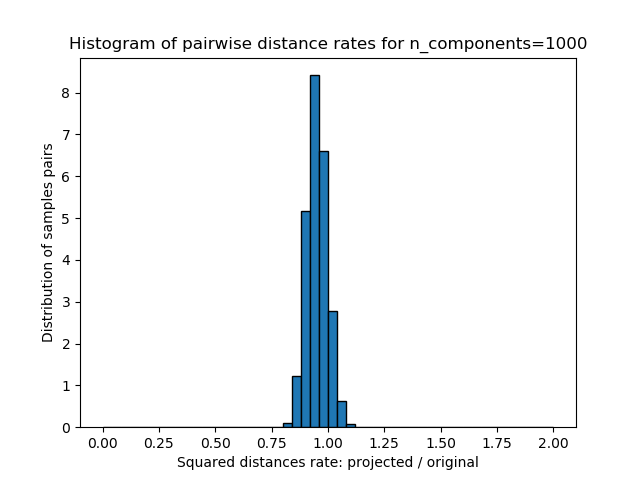 Histogram of pairwise distance rates for n_components=1000
Distribution of samples pairs
8
7
6
5
4
3
2
1
0
0.00 0.25 0.50 0.75 1.00 1.25 1.50 1.75 2.00
Squared distances rate: projected / original